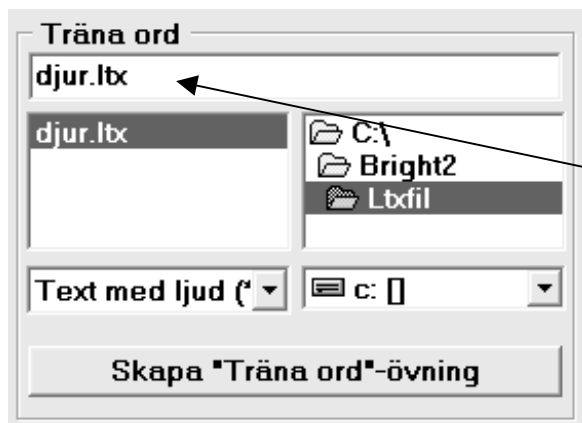 Träna ord
djur.ltx
djur.ltx
C:\
Bright2
Ltxfil
Text med ljud (*
c: []
Skapa "Träna ord"-övning